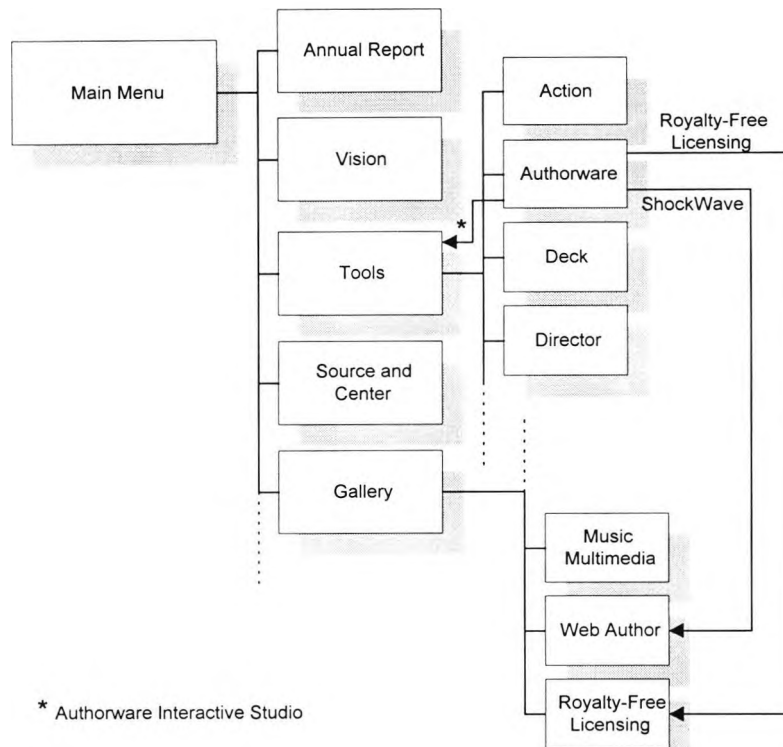 Main Menu
Annual Report
Vision
Tools
Source and
Center
Gallery
Action
Authorware
Deck
Director
Royalty-Free
Licensing
ShockWave
*
Music
Multimedia
Web Author
Royalty-Free
Licensing
* Authorware Interactive Studio